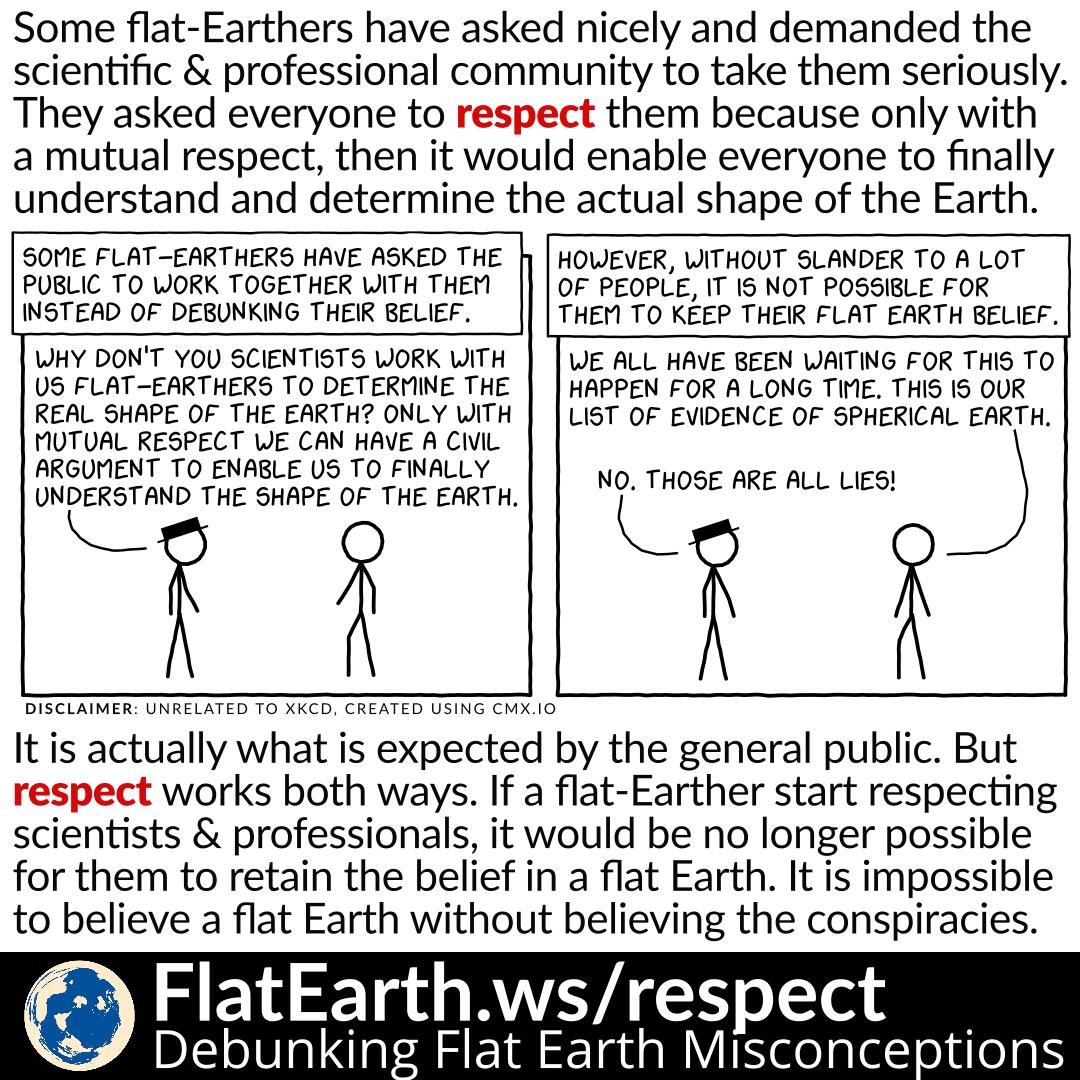 Some flat-Earthers have asked nicely and demanded the
scientific & professional community to take them seriously.
They asked everyone to respect them because only with
a mutual respect, then it would enable everyone to finally
understand and determine the actual shape of the Earth.
SOME FLAT-EARTHERS HAVE ASKED THE
PUBLIC TO WORK TOGETHER WITH THEM
INSTEAD OF DEBUNKING THEIR BELIEF.
WHY DON'T YOU SCIENTISTS WORK WITH
US FLAT-EARTHERS TO DETERMINE THE
REAL SHAPE OF THE EARTH? ONLY WITH
MUTUAL RESPECT WE CAN HAVE A CIVIL
ARGUMENT TO ENABLE US TO FINALLY
UNDERSTAND THE SHAPE OF THE EARTH.
HOWEVER, WITHOUT SLANDER TO A LOT
OF PEOPLE, IT IS NOT POSSIBLE FOR
THEM TO KEEP THEIR FLAT EARTH BELIEF.
WE ALL HAVE BEEN WAITING FOR THIS TO
HAPPEN FOR A LONG TIME. THIS IS OUR
LIST OF EVIDENCE OF SPHERICAL EARTH.
NO. THOSE ARE ALL LIES!
DISCLAIMER: UNRELATED TO XKCD, CREATED USING CMX.IO
It is actually what is expected by the general public. But
respect works both ways. If a flat-Earther start respecting
scientists & professionals, it would be no longer possible
for them to retain the belief in a flat Earth. It is impossible
to believe a flat Earth without believing the conspiracies.
FlatEarth.ws/respect
Debunking Flat Earth Misconceptions